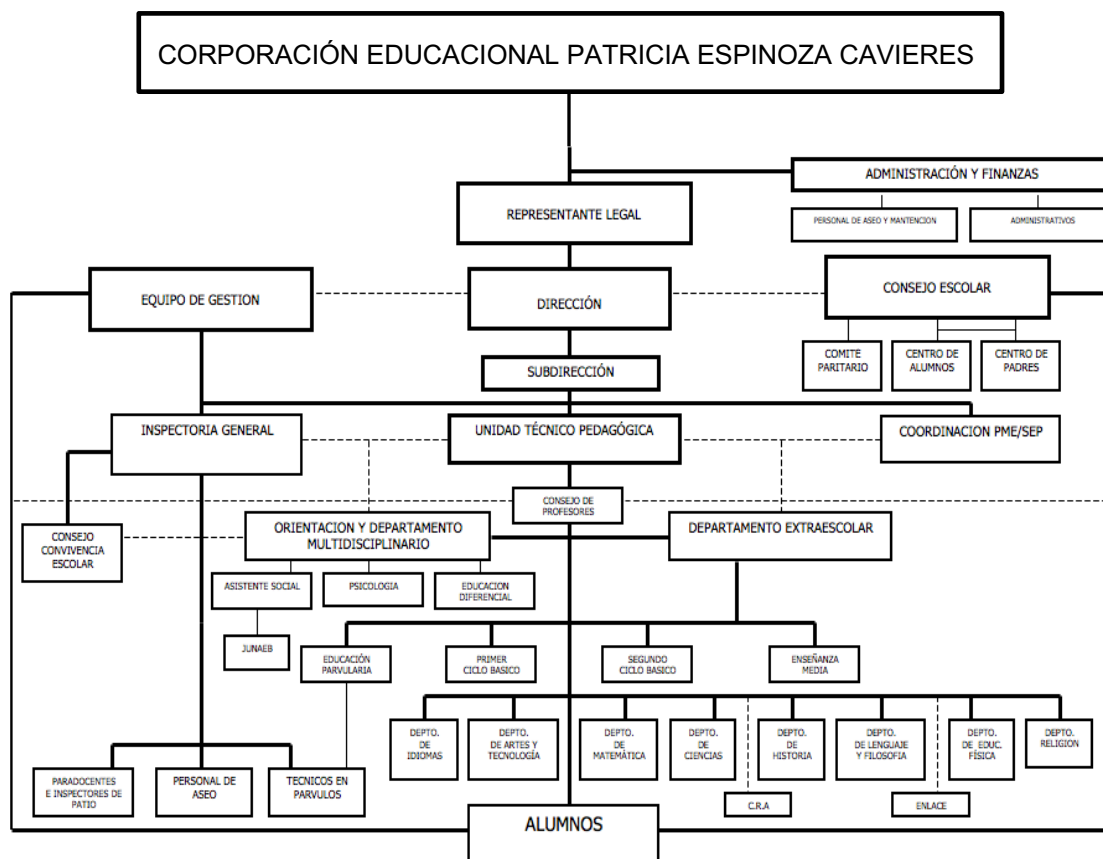 CORPORACIÓN EDUCACIONAL PATRICIA ESPINOZA CAVIERES
ADMINISTRACIÓN Y FINANZAS
REPRESENTANTE LEGAL
PERSONAL DE ASEO Y MANTENCION
ADMINISTRATIVOS
EQUIPO DE GESTION
DIRECCIÓN
CONSEJO ESCOLAR
COMITE
PARITARIO
CENTRO DE
ALUMNOS
CENTRO DE
PADRES
SUBDIRECCIÓN
INSPECTORIA GENERAL
UNIDAD TÉCNICO PEDAGÓGICA
COORDINACION PME/SEP
CONSEJO DE
PROFESORES
CONSEJO
CONVIVENCIA
ESCOLAR
ORIENTACION Y DEPARTAMENTO
MULTIDISCIPLINARIO
DEPARTAMENTO EXTRAESCOLAR
ASISTENTE SOCIAL
PSICOLOGIA
EDUCACION
DIFERENCIAL
JUNAEB
EDUCACIÓN
PARVULARIA
PRIMER
CICLO BASICO
SEGUNDO
CICLO BASICO
ENSEÑANZA
MEDIA
DEPTO.
DE
IDIOMAS
DEPTO.
DE ARTES Y
TECNOLOGÍA
DEPTO.
DE
MATEMÁTICA
DEPTO.
DE
CIENCIAS
DEPTO.
DE
HISTORIA
DEPTO.
DE LENGUAJE
Y FILOSOFIA
DEPTO.
DE EDUC.
FÍSICA
DEPTO.
RELIGION
PARADOCENTES
E INSPECTORES DE
PATIO
PERSONAL DE
ASEO
TECNICOS EN
PARVULOS
C.R.A
ENLACE
ALUMNOS